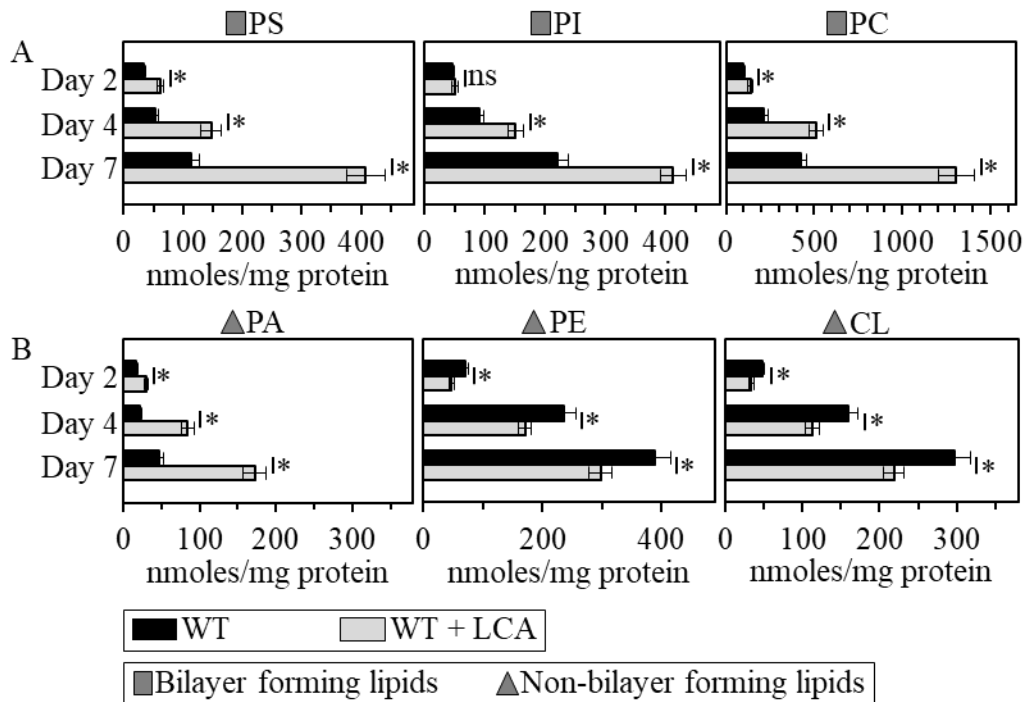 PS PI PC
A
Day 2 * ns *
Day 4 * * *
Day 7 * * *
0 100 200 300 400 0 100 200 300 400 0 500 1000 1500
nmoles/mg protein nmoles/ng protein nmoles/ng protein
PA PE CL
B
Day 2 * * *
Day 4 * * *
Day 7 * * *
0 100 200 300 0 200 400 0 100 200 300
nmoles/mg protein nmoles/mg protein nmoles/mg protein
WT WT + LCA
Bilayer forming lipids Non-bilayer forming lipids